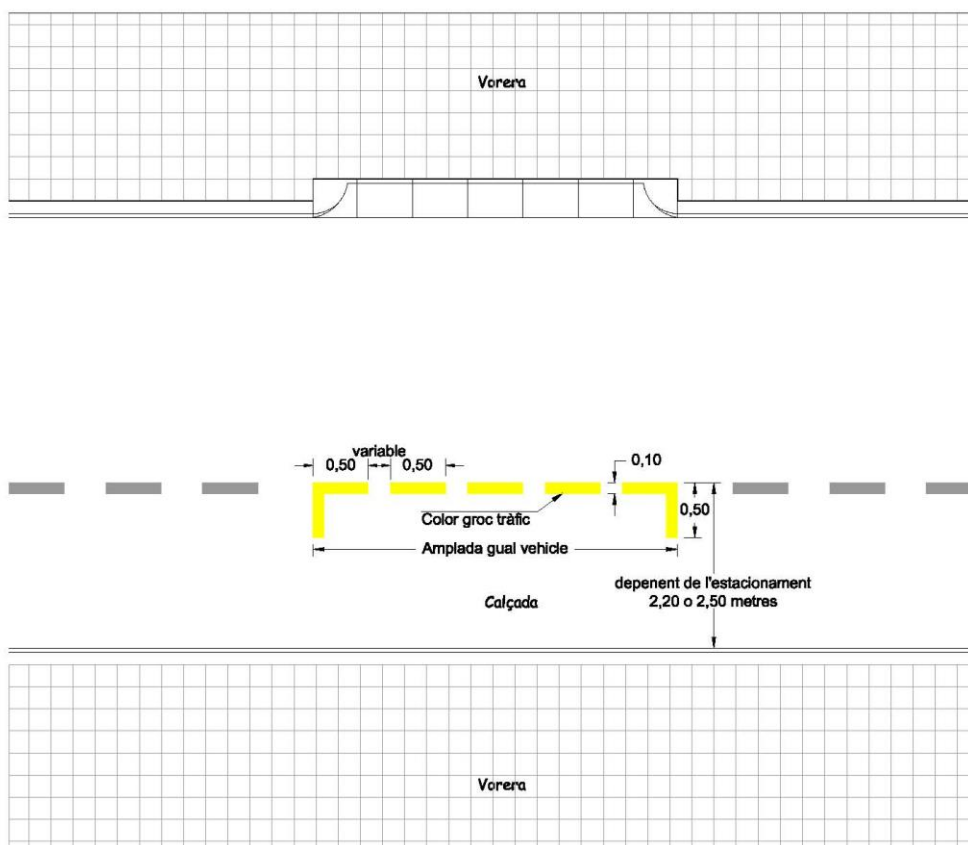 Vorera
variable
0,50 0,50
0,10
0,50
Color groc tràfic
Amplada gual vehicle
depenent de l'estacionament
2,20 o 2,50 metres
Calçada
Vorera